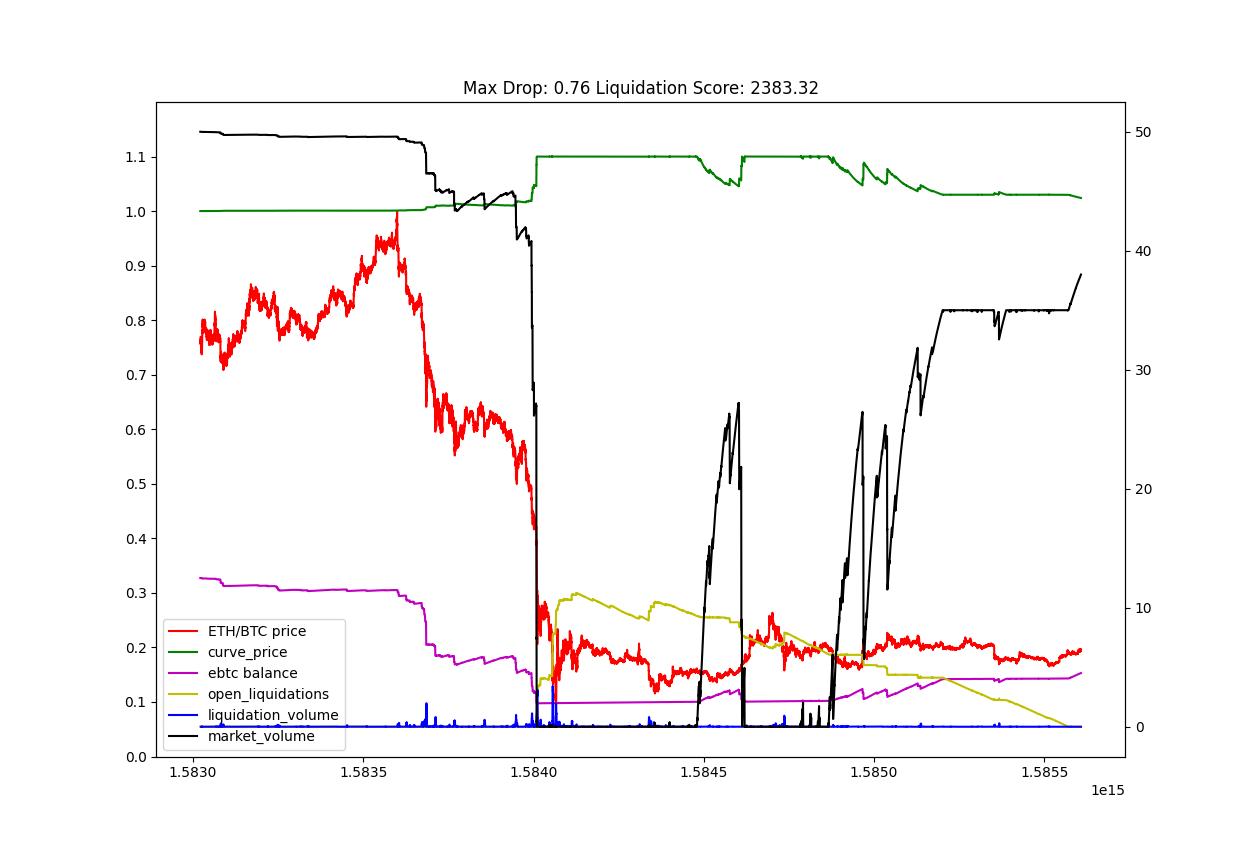 Max Drop: 0.76 Liquidation Score: 2383.32
1.1
1.0
0.9
0.8
0.7
0.6
0.5
0.4
0.3
0.2
0.1
0.0
50
40
30
20
10
0
ETH/BTC price
curve_price
ebtc balance
open_liquidations
liquidation_volume
market_volume
1.5830 1.5835 1.5840 1.5845 1.5850 1.5855
1e15